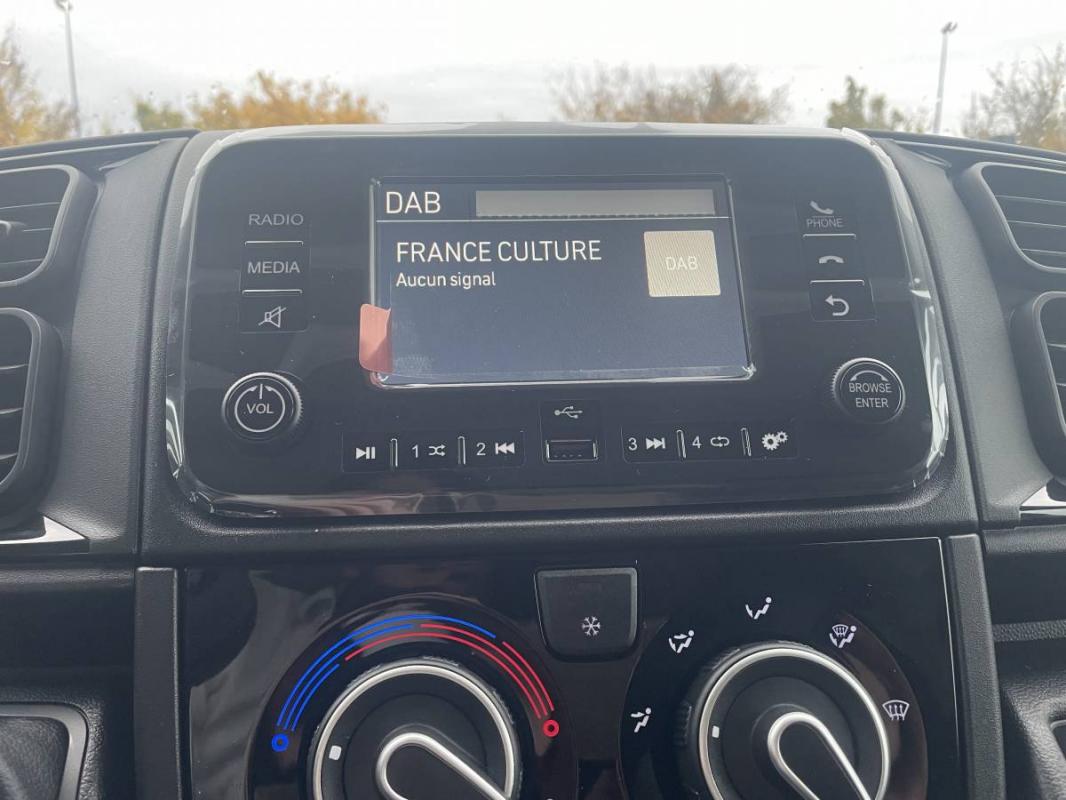 DAB
FRANCE CULTURE
Aucun signal
DAB
RADIO
MEDIA
VOL
PHONE
BROWSE
ENTER
1
2
3
4